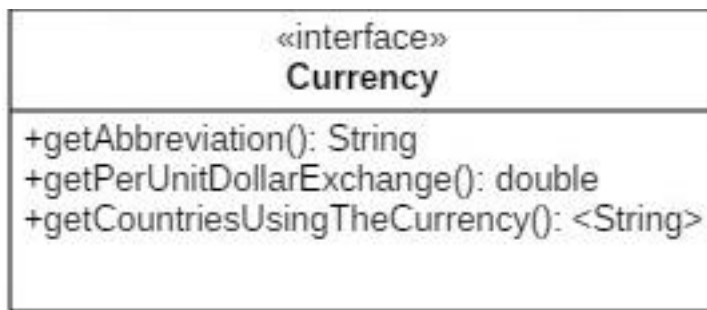 «interface»
Currency
+getAbbreviation(): String
+getPerUnitDollarExchange(): double
+getCountriesUsingTheCurrency(): <String>